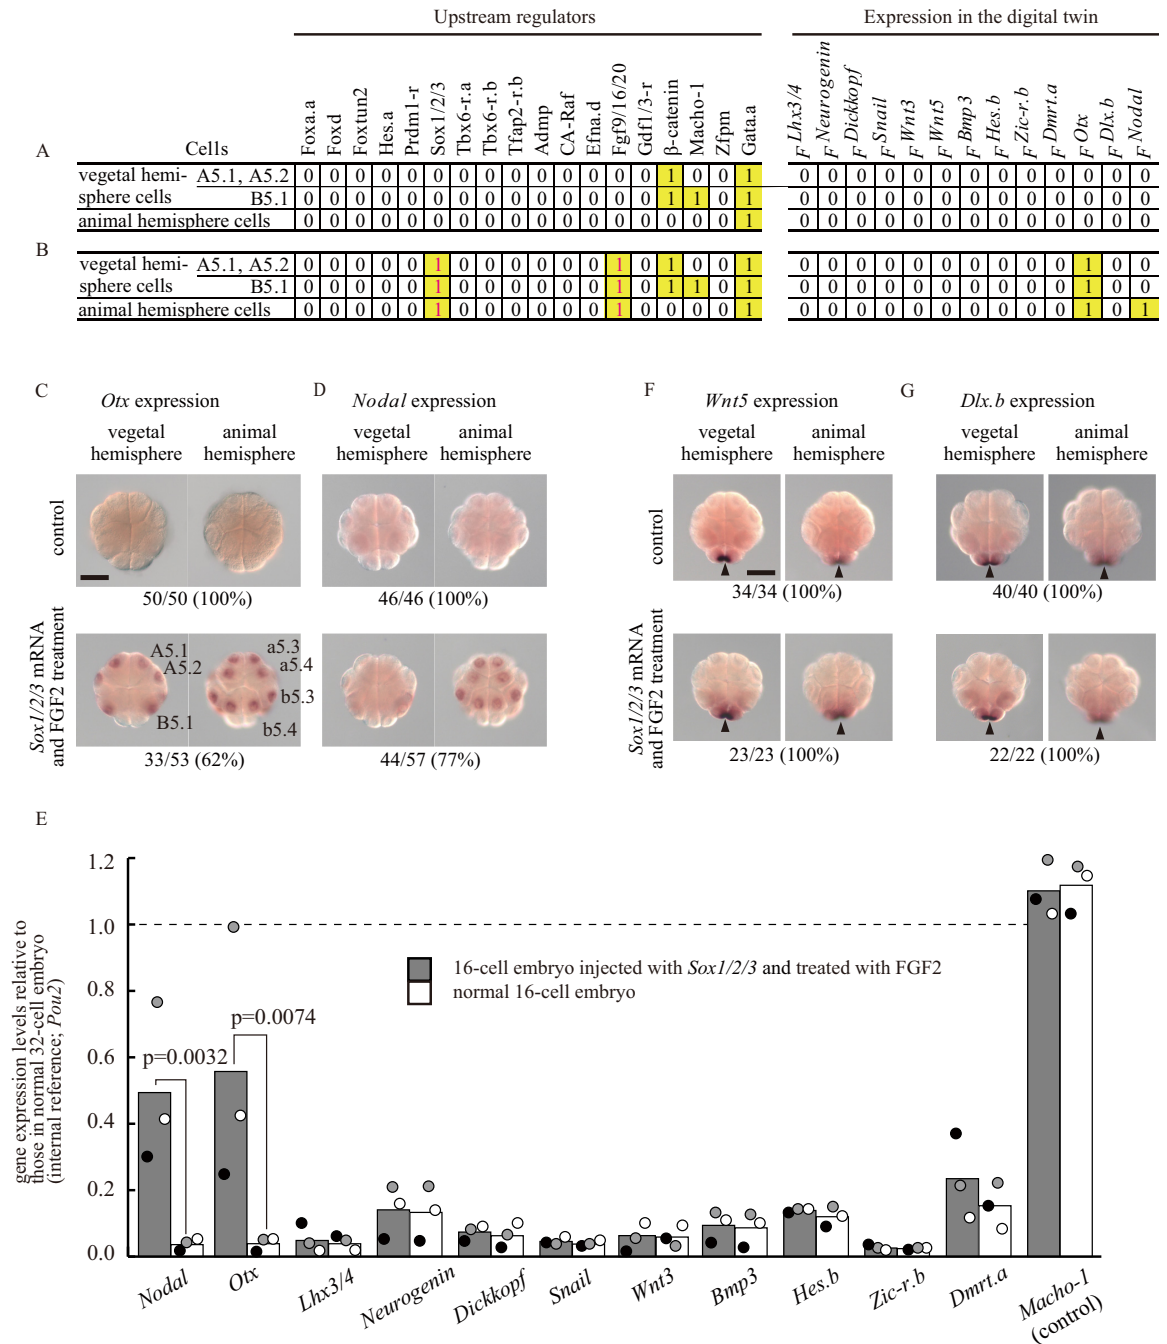 Upstream regulators
Expression in the digital twin
A
Cells
Foxa.a
Foxd
Foxtun2
Hes.a
Prdm1-r
Sox1/2/3
Tbx6-r.a
Tbx6-r.b
Tfap2-r.b
Admp
CA-Raf
Efna.d
Fgf9/16/20
Gdf1/3-r
β-catenin
Macho-1
Zfpm
Gata.a
F Lhx3/4
F Neurogenin
F Dickkopf
F Snail
F Wnt3
F Wnt5
F Bmp3
F Hes.b
F Zic-r.b
F Dmrt.a
F Otx
F Dlx.b
F Nodal
vegetal hemi- A5.1, A5.2 0 0 0 0 0 0 0 0 0 0 0 0 0 0 1 0 0 1 0 0 0 0 0 0 0 0 0 0 0 0 0
sphere cells B5.1 0 0 0 0 0 0 0 0 0 0 0 0 0 0 1 1 0 1 0 0 0 0 0 0 0 0 0 0 0 0 0
animal hemisphere cells 0 0 0 0 0 0 0 0 0 0 0 0 0 0 0 0 0 1 0 0 0 0 0 0 0 0 0 0 0 0 0
B
vegetal hemi- A5.1, A5.2 0 0 0 0 0 1 0 0 0 0 0 0 1 0 1 0 0 1 0 0 0 0 0 0 0 0 0 0 1 0 0
sphere cells B5.1 0 0 0 0 0 1 0 0 0 0 0 0 1 0 1 1 0 1 0 0 0 0 0 0 0 0 0 0 1 0 0
animal hemisphere cells 0 0 0 0 0 1 0 0 0 0 0 0 1 0 0 0 0 1 0 0 0 0 0 0 0 0 0 0 1 0 1
C
Otx expression
vegetal hemisphere
animal hemisphere
D
Nodal expression
vegetal hemisphere
animal hemisphere
F
Wnt5 expression
vegetal hemisphere
animal hemisphere
G
Dlx.b expression
vegetal hemisphere
animal hemisphere
control
50/50 (100%)
46/46 (100%)
control
34/34 (100%)
40/40 (100%)
Sox1/2/3 mRNA
and FGF2 treatment
A5.1
A5.2
B5.1
a5.3
a5.4
b5.3
b5.4
33/53 (62%)
44/57 (77%)
Sox1/2/3 mRNA
and FGF2 treatment
23/23 (100%)
22/22 (100%)
E
gene expression levels relative to
those in normal 32-cell embryo
(internal reference; Pou2)
1.2
1.0
0.8
0.6
0.4
0.2
0.0
16-cell embryo injected with Sox1/2/3 and treated with FGF2
normal 16-cell embryo
p=0.0032
p=0.0074
Nodal
Otx
Lhx3/4
Neurogenin
Dickkopf
Snail
Wnt3
Bmp3
Hes.b
Zic-r.b
Dmrt.a
Macho-1
(control)